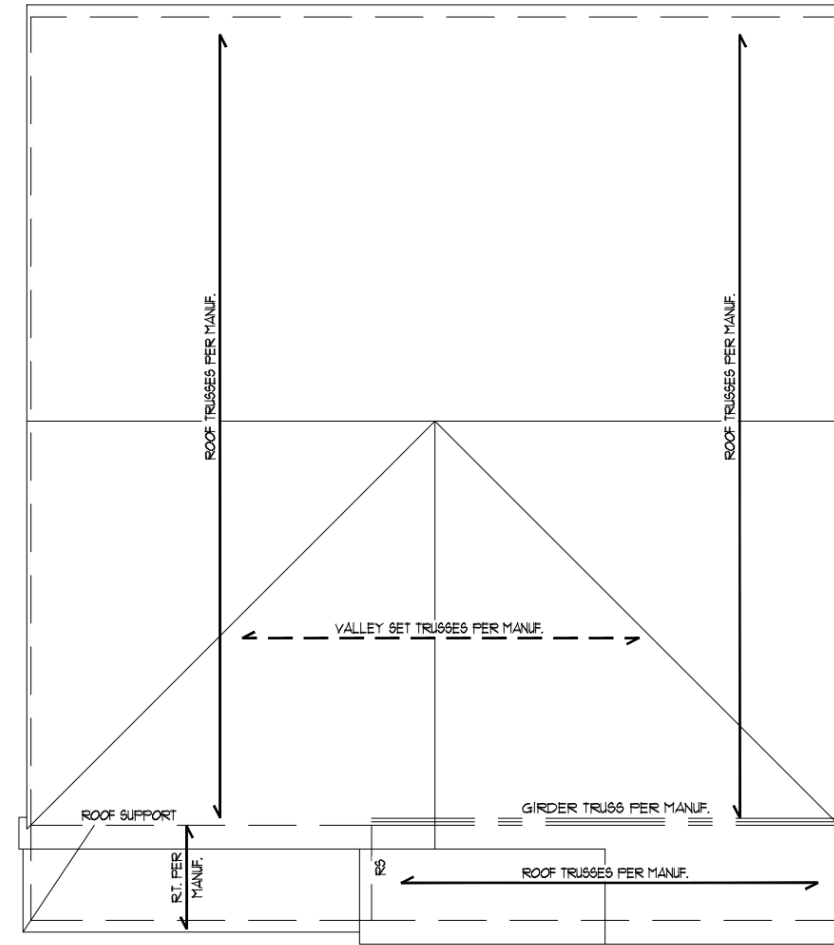 ROOF TRUSSES PER MANUF.
ROOF TRUSSES PER MANUF.
VALLEY SET TRUSSES PER MANUF.
GIRDER TRUSS PER MANUF.
ROOF SUPPORT
R.T. PER
MANUF.
RS
ROOF TRUSSES PER MANUF.